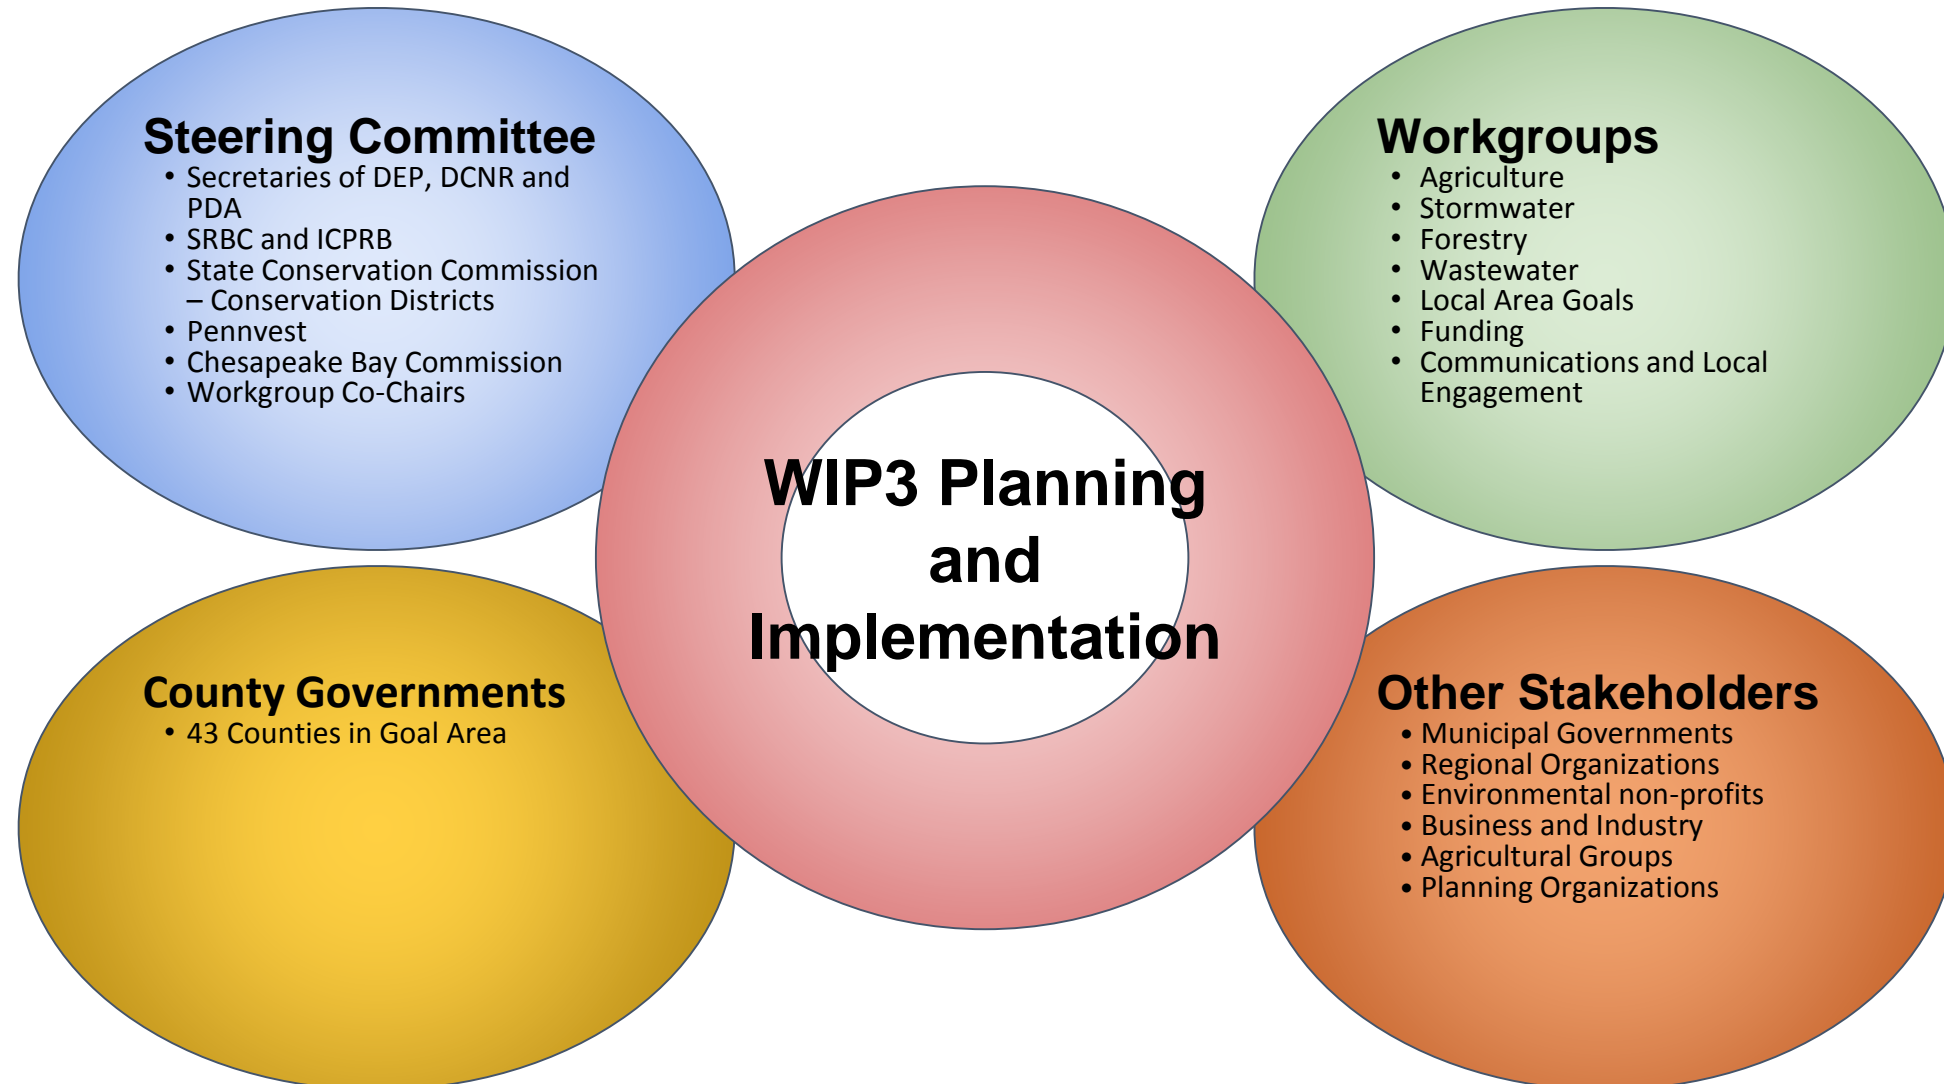 Steering Committee
• Secretaries of DEP, DCNR and
PDA
• SRBC and ICPRB
• State Conservation Commission
– Conservation Districts
• Pennvest
• Chesapeake Bay Commission
• Workgroup Co-Chairs
Workgroups
• Agriculture
• Stormwater
• Forestry
• Wastewater
• Local Area Goals
• Funding
• Communications and Local
Engagement
WIP3 Planning
and
Implementation
County Governments
• 43 Counties in Goal Area
Other Stakeholders
• Municipal Governments
• Regional Organizations
• Environmental non-profits
• Business and Industry
• Agricultural Groups
• Planning Organizations